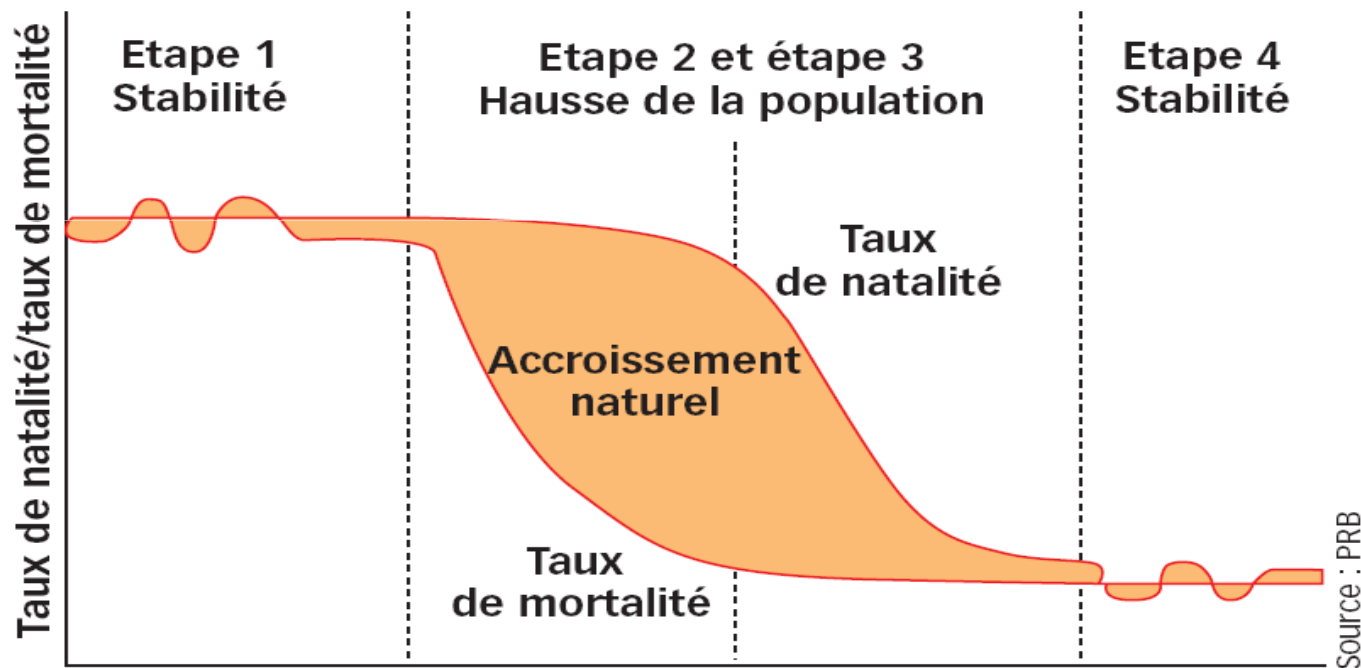 Taux de natalité/taux de mortalité
Etape 1
Stabilité
Etape 2 et étape 3
Hausse de la population
Etape 4
Stabilité
Taux
de natalité
Accroissement
naturel
Taux
de mortalité
Source : PRB